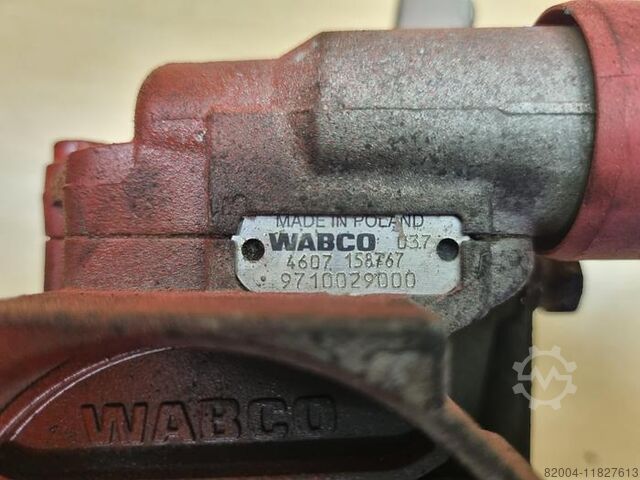 MADE IN POLAND
WABCO 037
4607 158767
9710029000
WABCO
82004-11827613